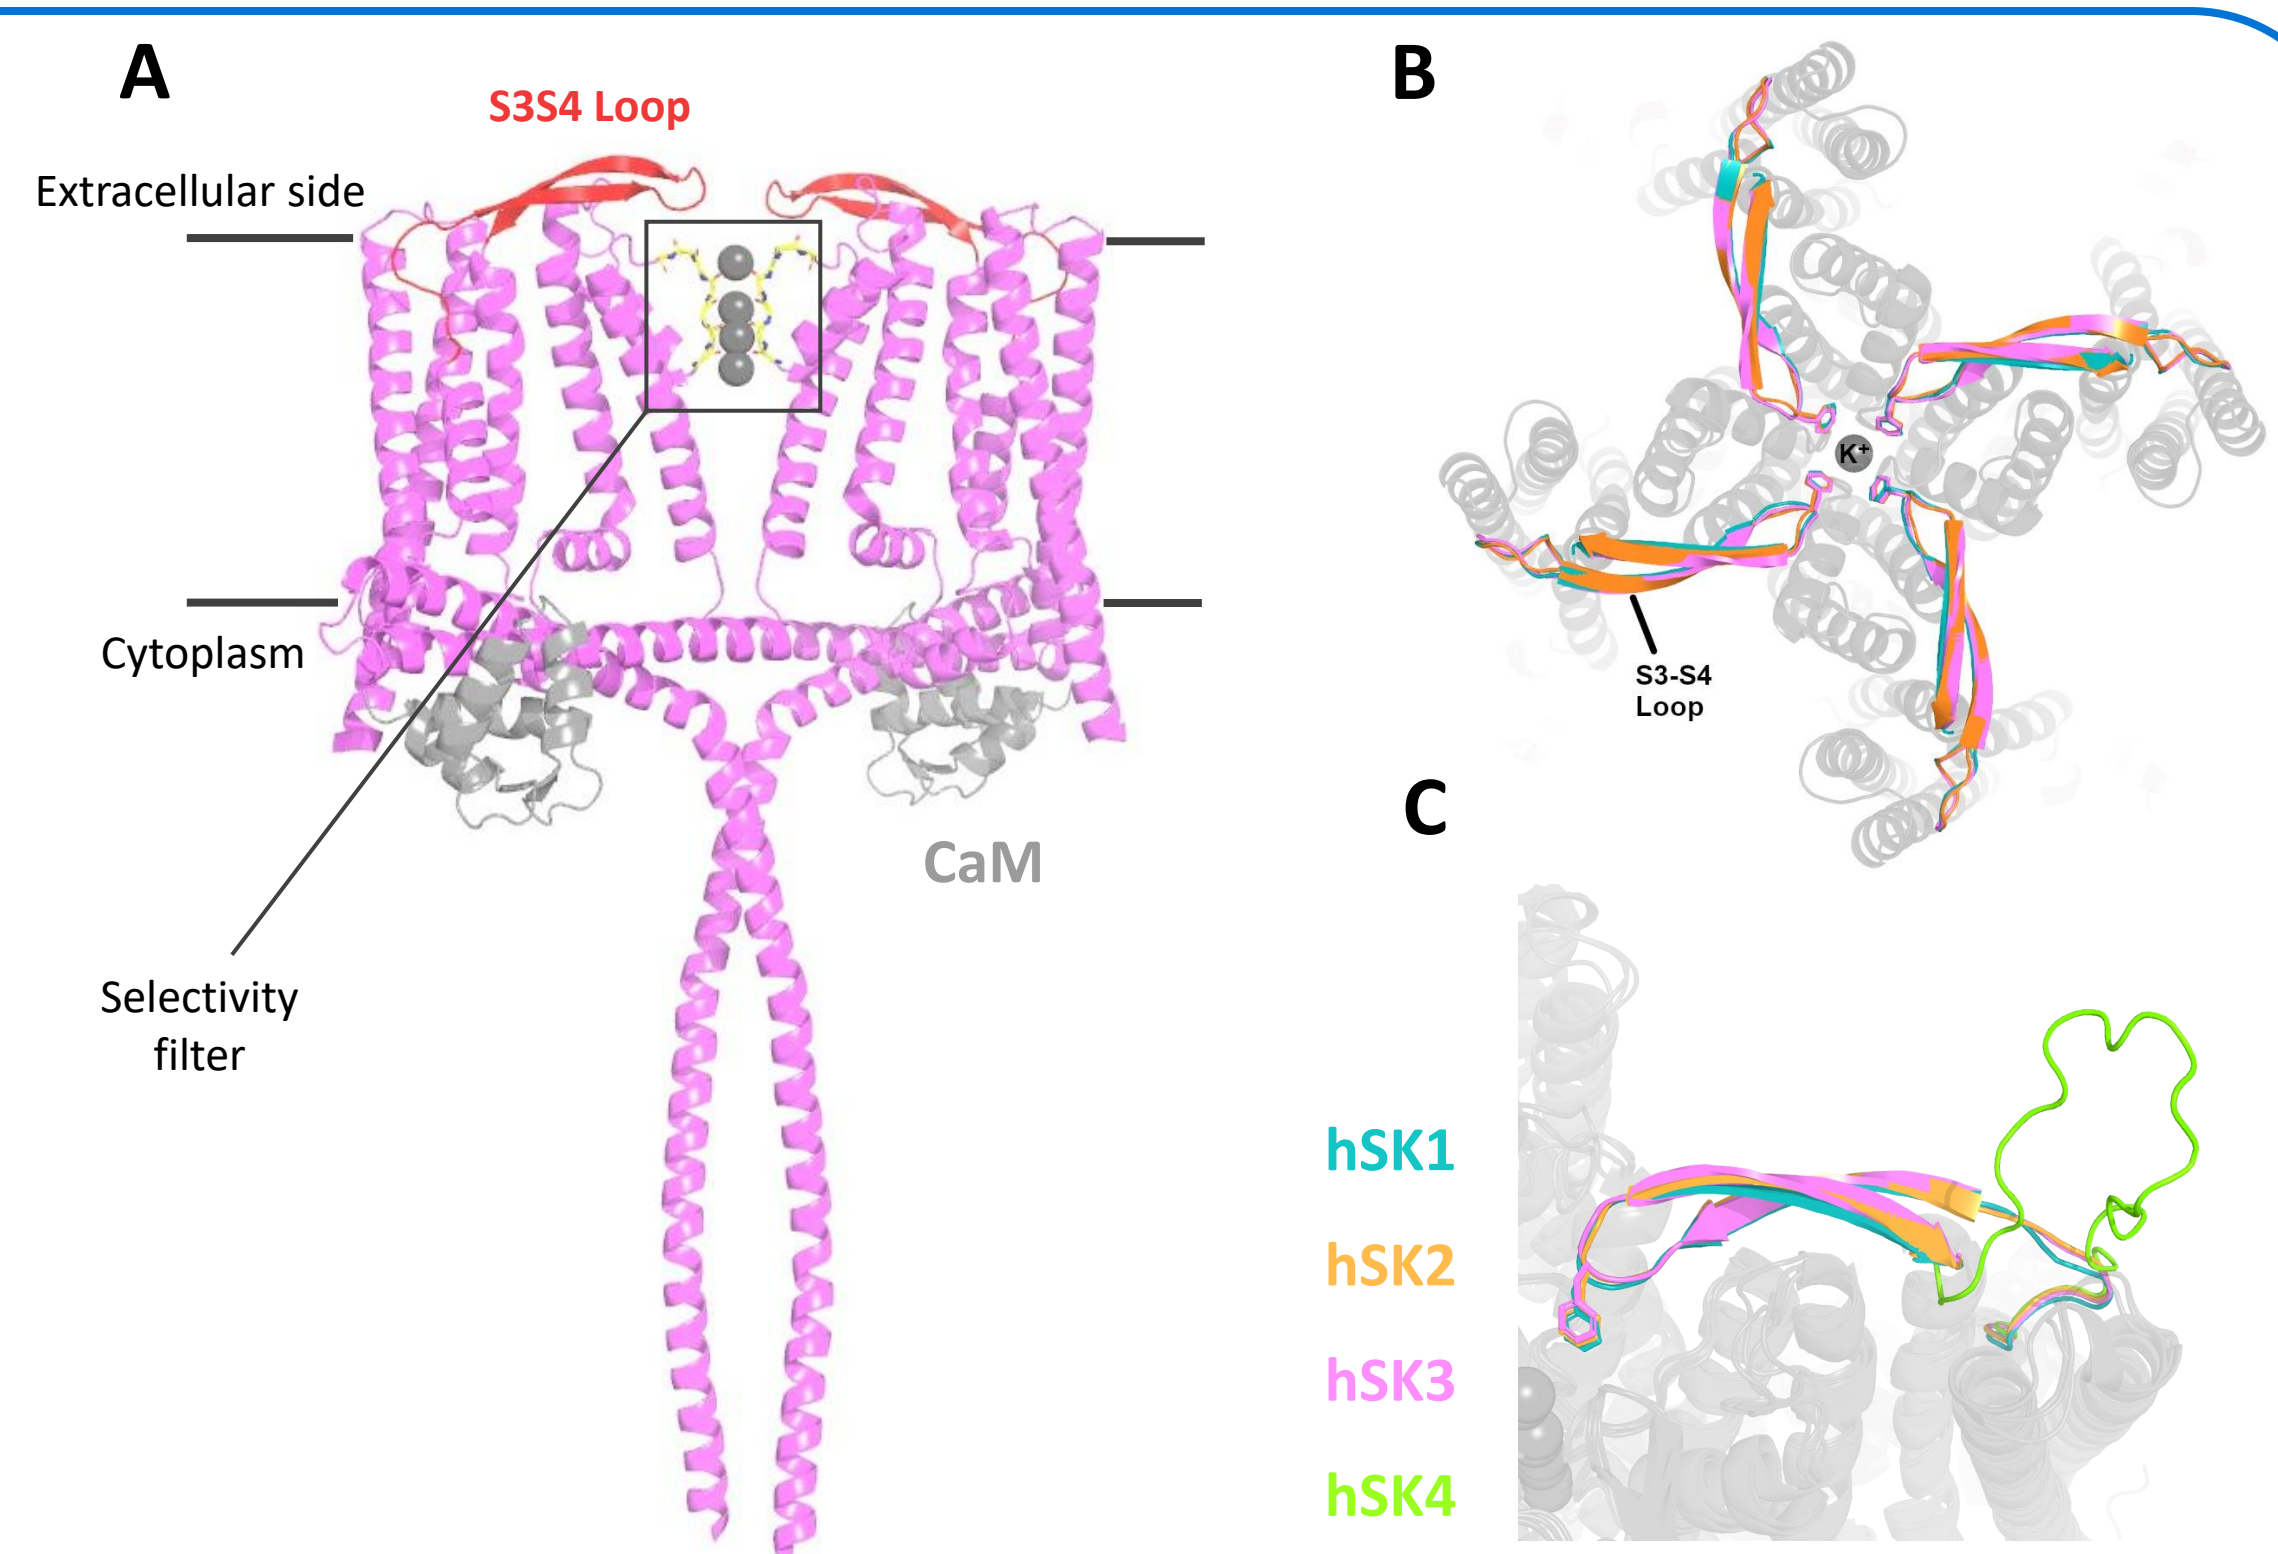 A
S3S4 Loop
Extracellular side
Cytoplasm
CaM
Selectivity
filter
B
K⁺
S3-S4
Loop
C
hSK1
hSK2
hSK3
hSK4